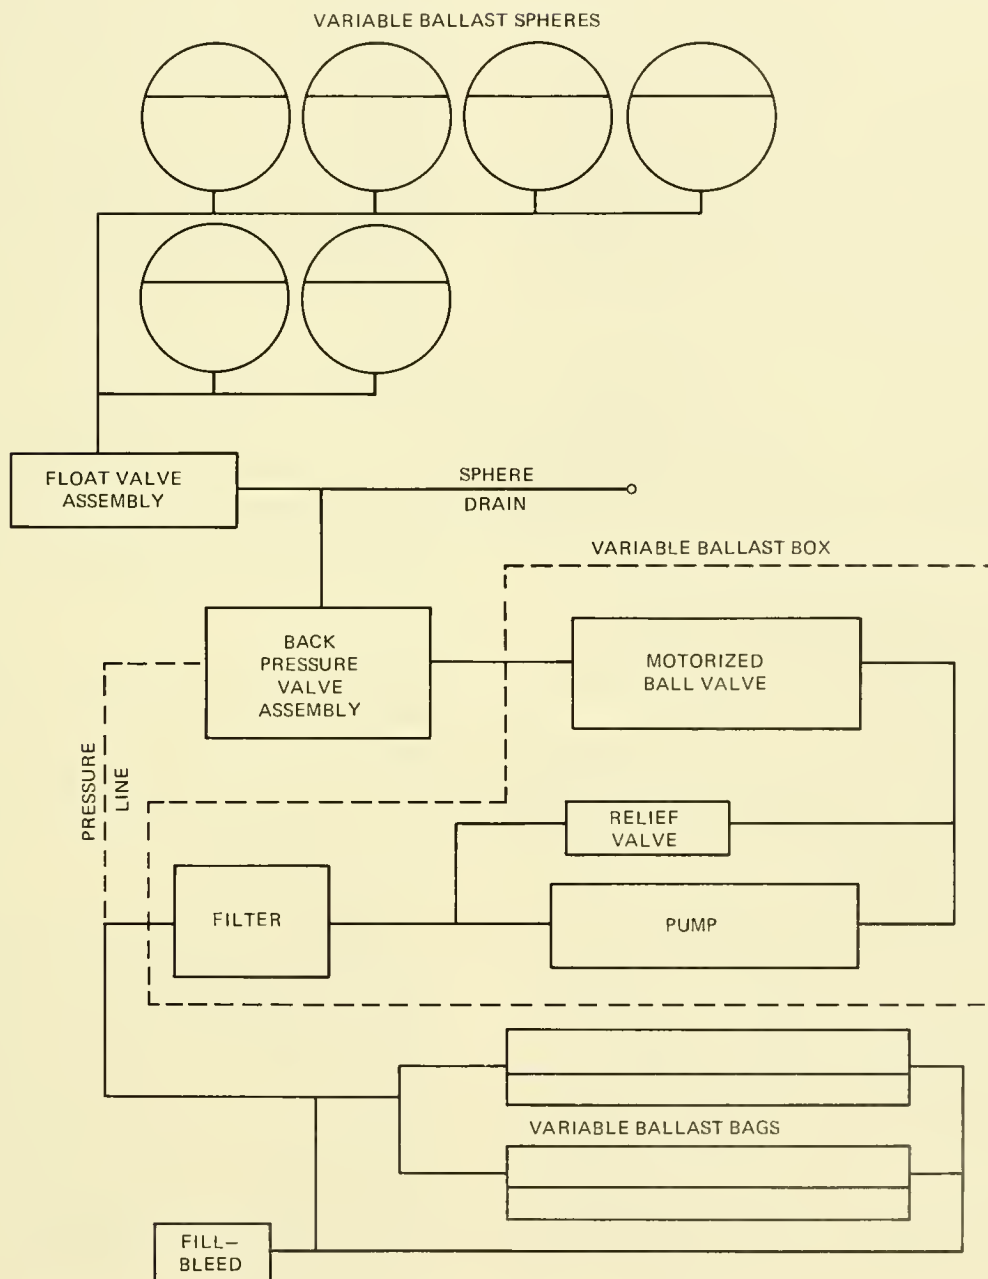 VARIABLE BALLAST SPHERES
FLOAT VALVE
ASSEMBLY
SPHERE
DRAIN
VARIABLE BALLAST BOX
BACK
PRESSURE
VALVE
ASSEMBLY
MOTORIZED
BALL VALVE
PRESSURE
LINE
RELIEF
VALVE
FILTER
PUMP
VARIABLE BALLAST BAGS
FILL–
BLEED